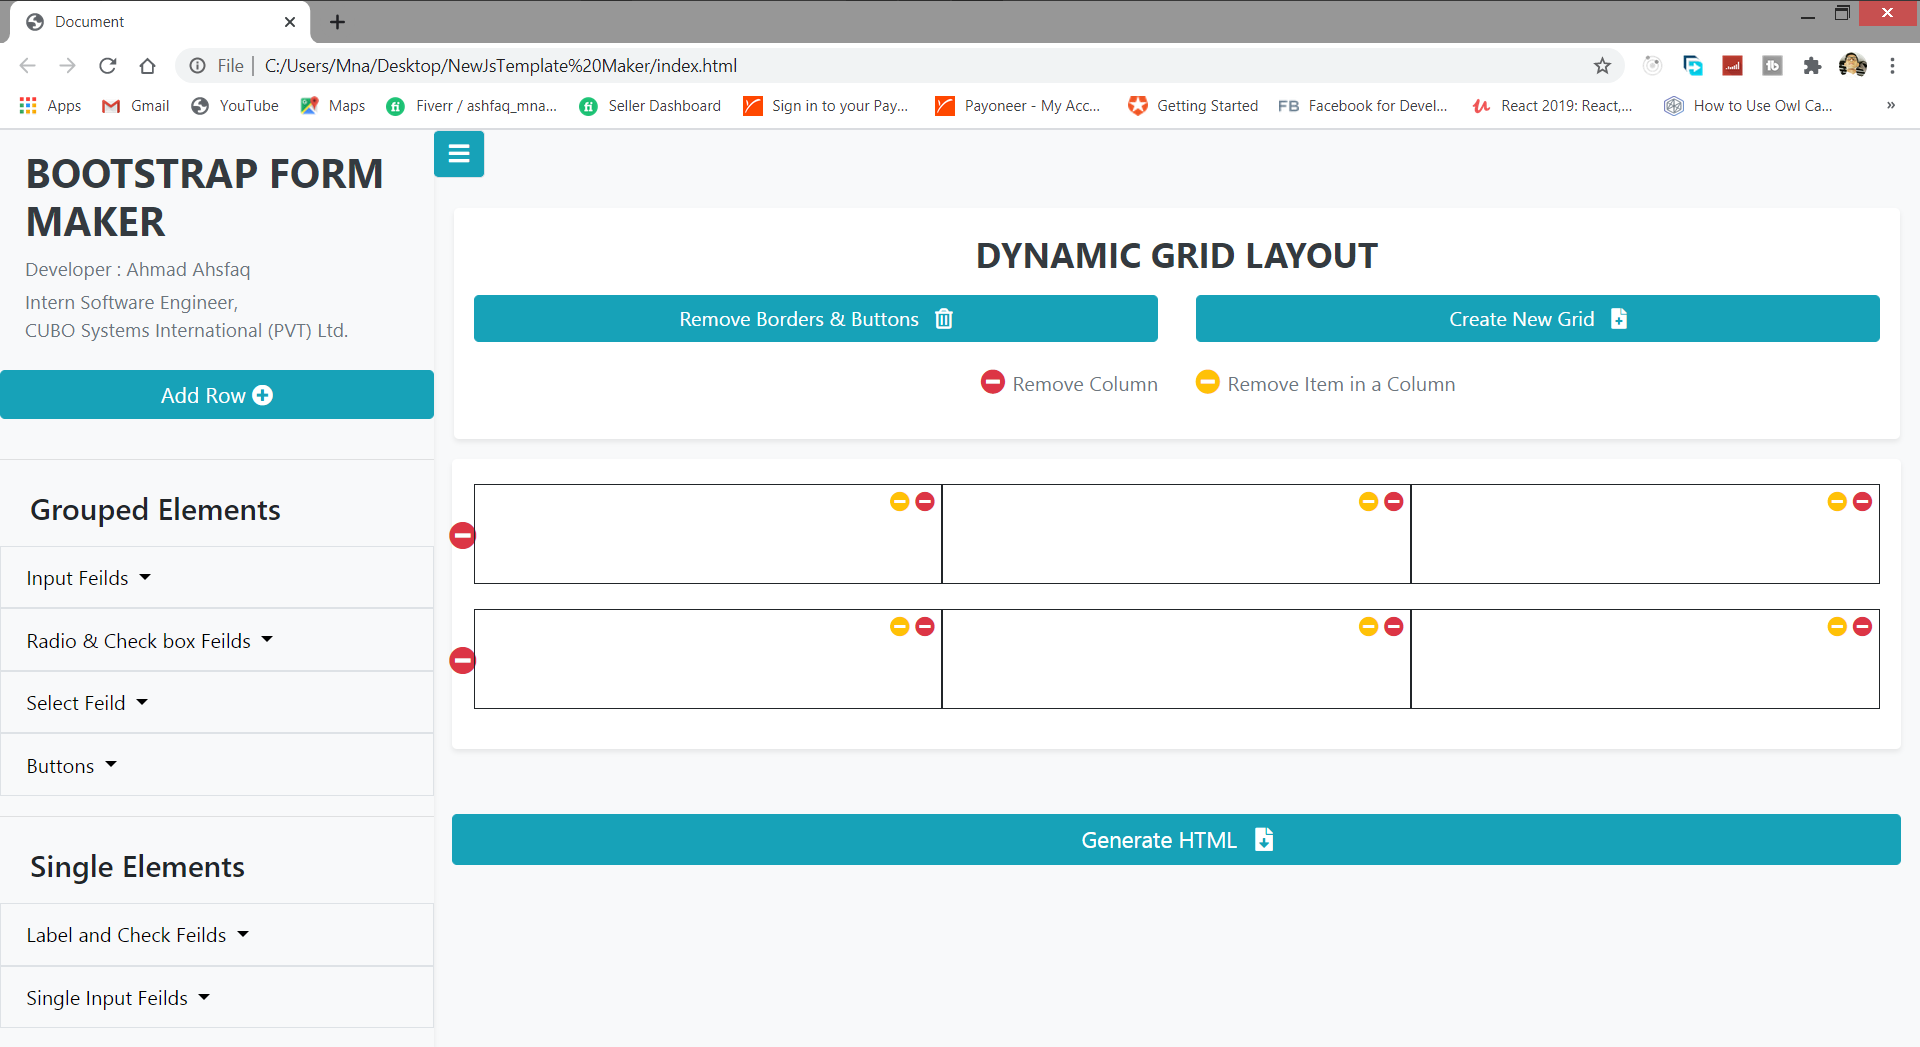 Document
File
C:/Users/Mna/Desktop/NewJsTemplate%20Maker/index.html
Apps
Gmail
YouTube
Maps
Fiverr / ashfaq_mna...
Seller Dashboard
Sign in to your Pay...
Payoneer - My Acc...
Getting Started
FB Facebook for Devel...
React 2019: React,...
How to Use Owl Ca...
»
BOOTSTRAP FORM
MAKER
Developer : Ahmad Ahsfaq
Intern Software Engineer,
CUBO Systems International (PVT) Ltd.
Add Row
Grouped Elements
Input Feilds
Radio & Check box Feilds
Select Feild
Buttons
Single Elements
Label and Check Feilds
Single Input Feilds
DYNAMIC GRID LAYOUT
Remove Borders & Buttons
Create New Grid
Remove Column
Remove Item in a Column
Generate HTML